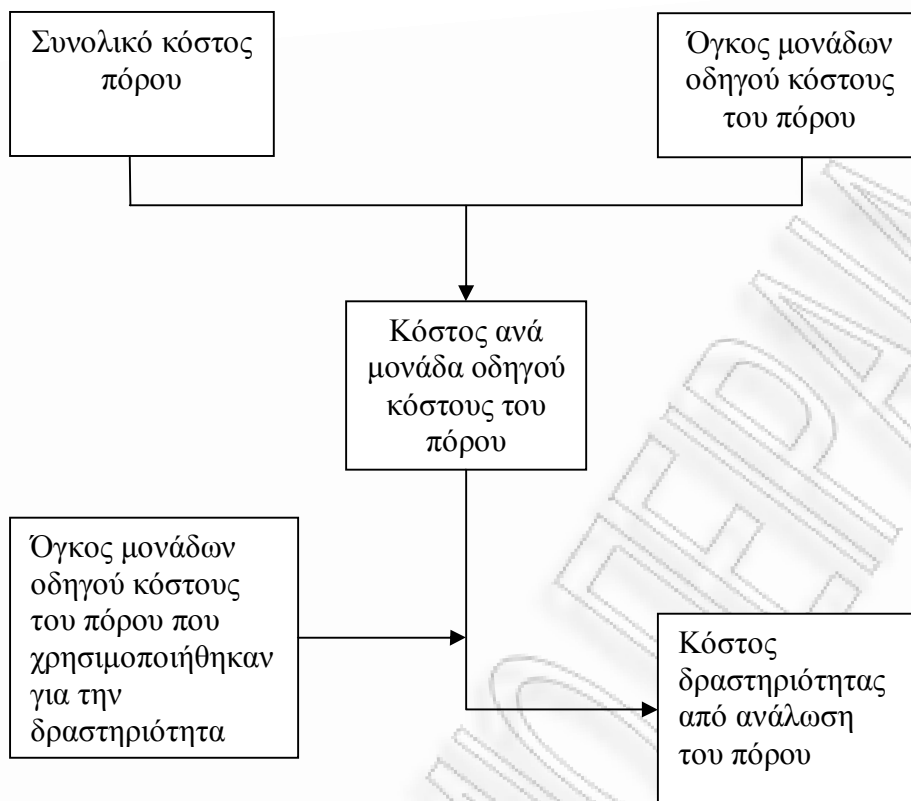 Συνολικό κόστος
πόρου
Όγκος μονάδων
οδηγού κόστους
του πόρου
Κόστος ανά
μονάδα οδηγού
κόστους του
πόρου
Όγκος μονάδων
οδηγού κόστους
του πόρου που
χρησιμοποιήθηκαν
για την
δραστηριότητα
Κόστος
δραστηριότητας
από ανάλωση
του πόρου